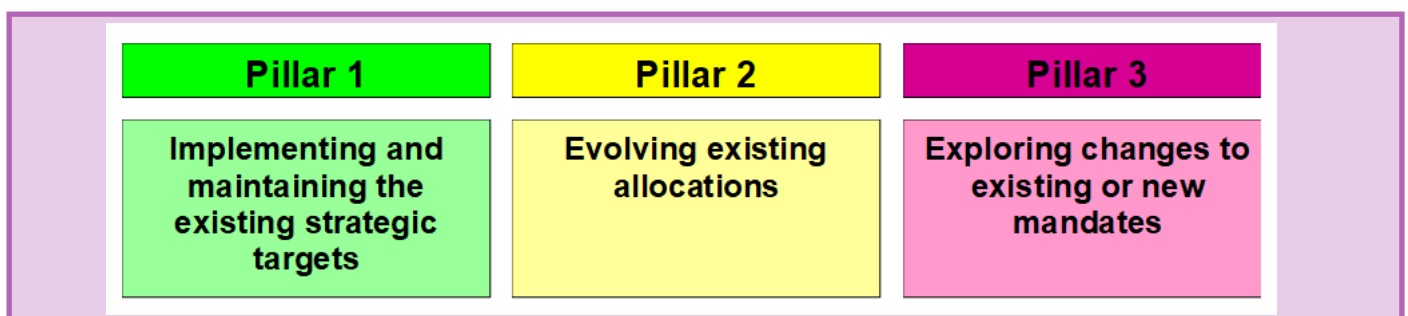 Pillar 1
Implementing and
maintaining the
existing strategic
targets
Pillar 2
Evolving existing
allocations
Pillar 3
Exploring changes to
existing or new
mandates